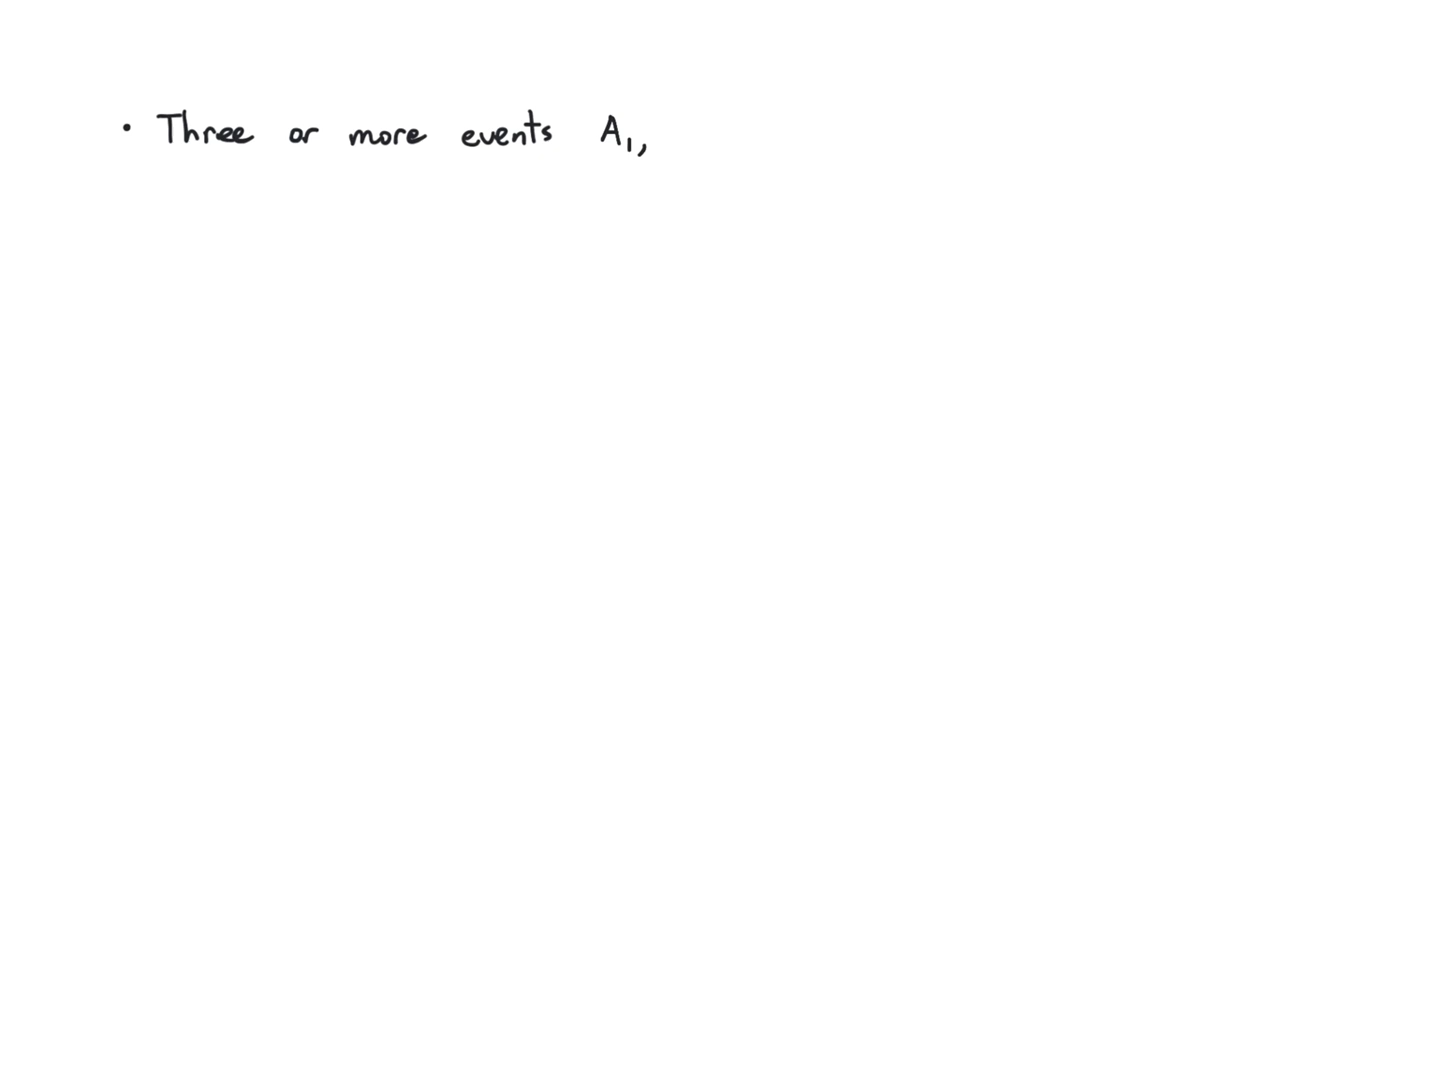 • Three or more events A₁,